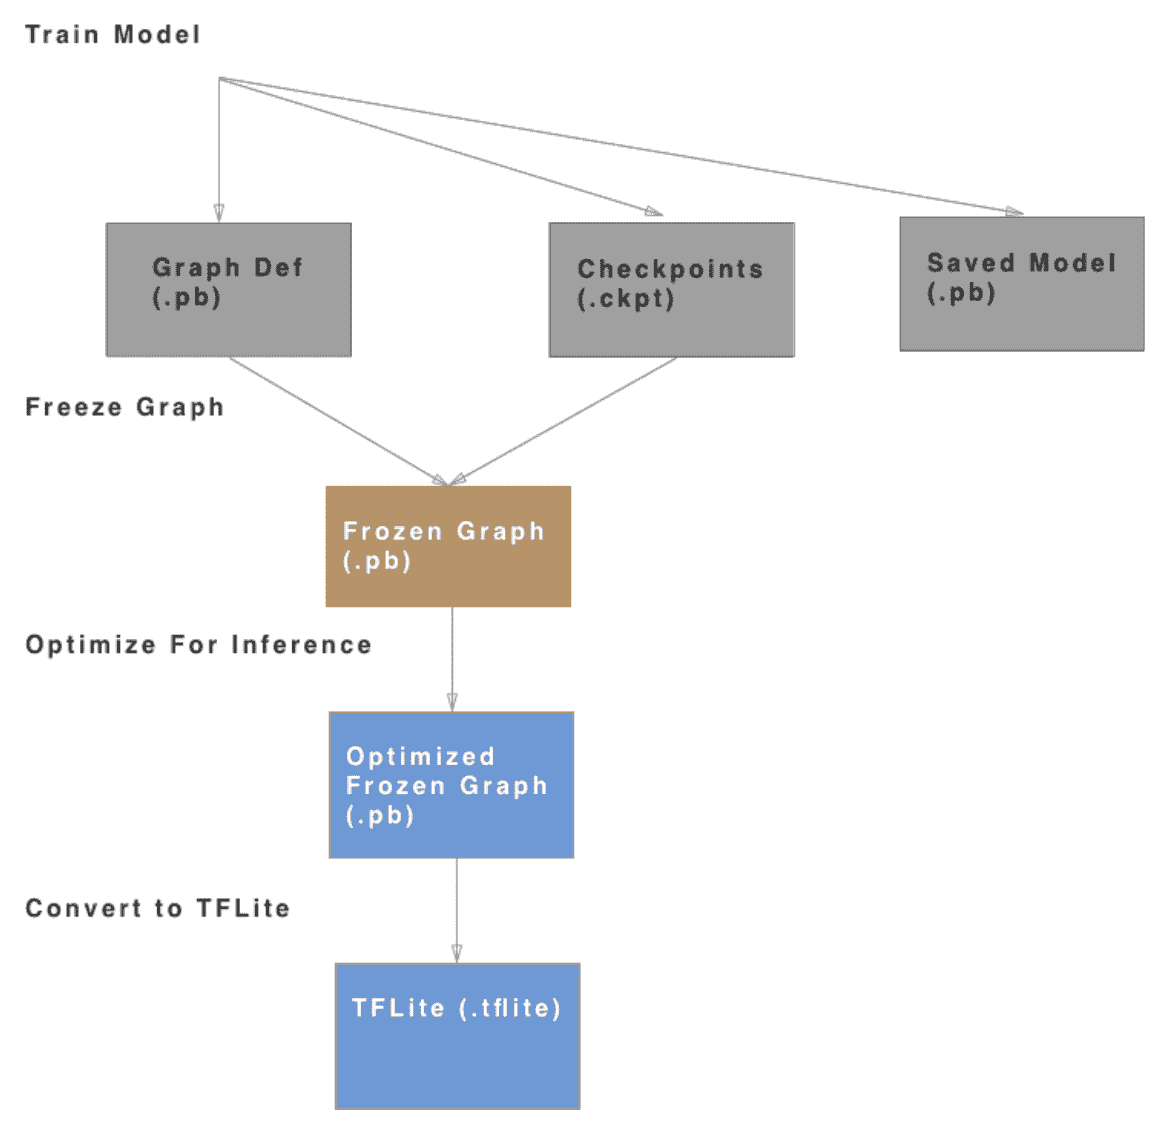 Train Model
Graph Def
(.pb)
Checkpoints
(.ckpt)
Saved Model
(.pb)
Freeze Graph
Frozen Graph
(.pb)
Optimize For Inference
Optimized
Frozen Graph
(.pb)
Convert to TFLite
TFLite (.tflite)